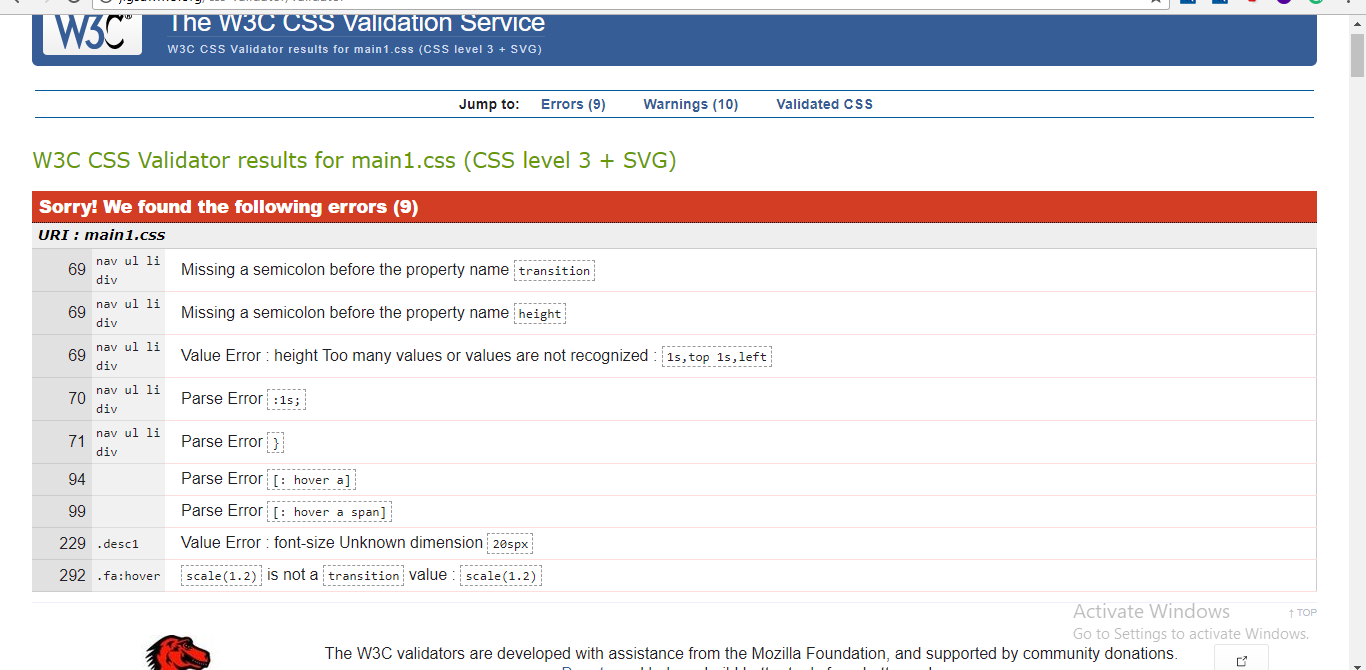 W3C®
The W3C CSS Validation Service
W3C CSS Validator results for main1.css (CSS level 3 + SVG)
Jump to: Errors (9) Warnings (10) Validated CSS
W3C CSS Validator results for main1.css (CSS level 3 + SVG)
Sorry! We found the following errors (9)
URI : main1.css
69 nav ul li div Missing a semicolon before the property name transition
69 nav ul li div Missing a semicolon before the property name height
69 nav ul li div Value Error : height Too many values or values are not recognized : 1s,top 1s,left
70 nav ul li div Parse Error :1s;
71 nav ul li div Parse Error }
94 Parse Error [: hover a]
99 Parse Error [: hover a span]
229 .desc1 Value Error : font-size Unknown dimension 20spx
292 .fa:hover scale(1.2) is not a transition value : scale(1.2)
Activate Windows
↑ TOP
Go to Settings to activate Windows.
The W3C validators are developed with assistance from the Mozilla Foundation, and supported by community donations.